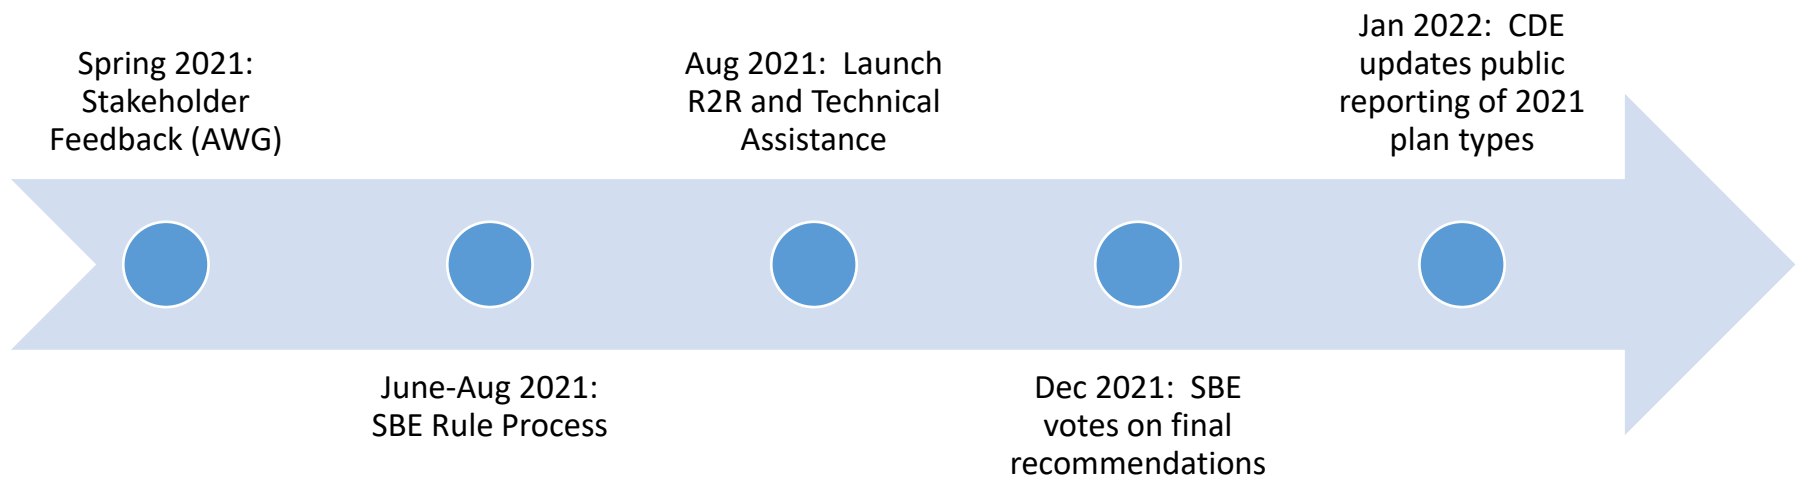 Spring 2021:
Stakeholder
Feedback (AWG)
June-Aug 2021:
SBE Rule Process
Aug 2021:  Launch
R2R and Technical
Assistance
Dec 2021:  SBE
votes on final
recommendations
Jan 2022:  CDE
updates public
reporting of 2021
plan types